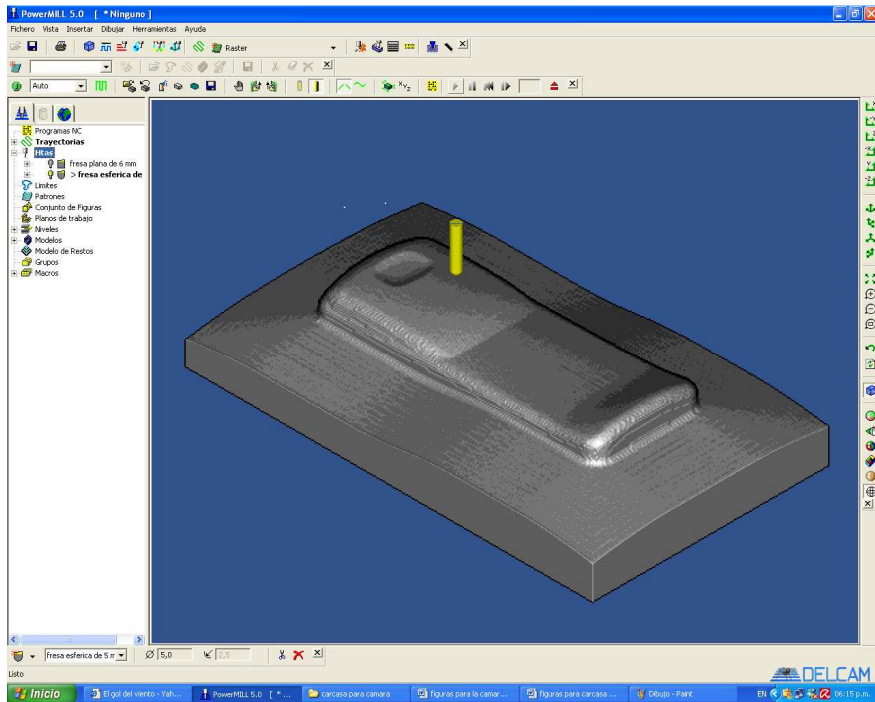 PowerMILL 5.0 [ * Ninguno ]
Fichero Vista Insertar Dibujar Herramientas Ayuda
Raster
Auto
Programas NC
Trayectorias
Htas
fresa plana de 6 mm
> fresa esferica de
Limites
Patrones
Conjunto de Figuras
Planos de trabajo
Niveles
Modelos
Modelo de Restos
Grupos
Macros
fresa esferica de 5 m
5,0
2,5
Listo
DELCAM
Inicio
El gol del viento - Yah...
PowerMILL 5.0 [ * ...
carcasa para camara
figuras para la camar...
figuras para carcasa ...
Dibujo - Paint
EN
06:15 p.m.